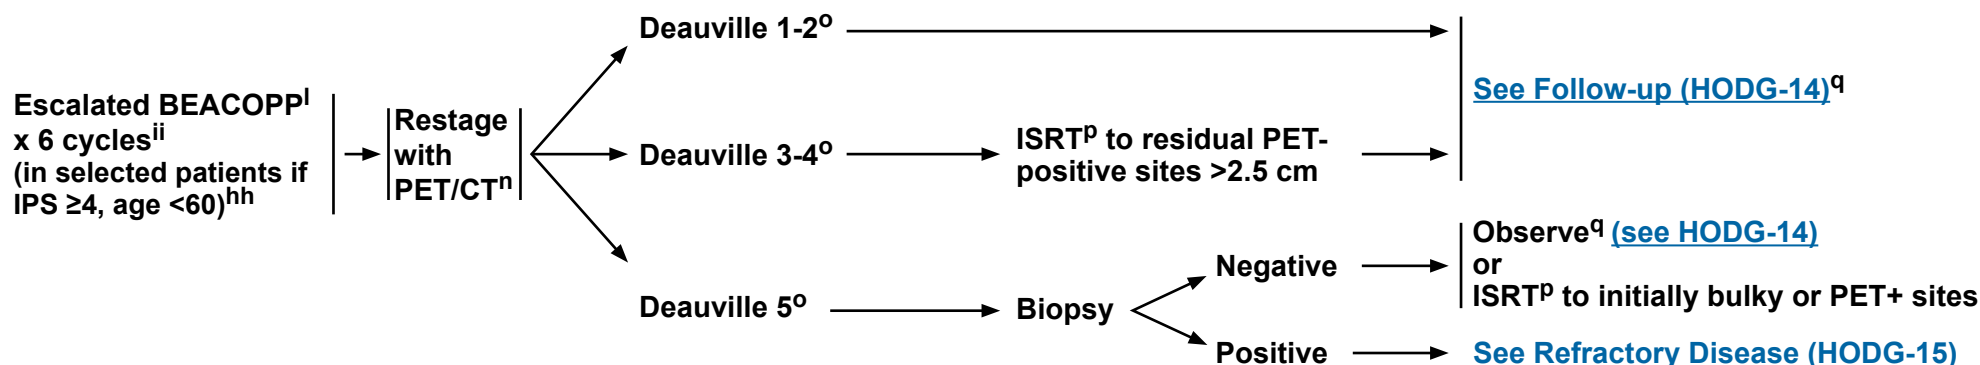 Escalated BEACOPPl
x 6 cyclesii
(in selected patients if
IPS ≥4, age <60)hh
Restage
with
PET/CTn
Deauville 1-2o
Deauville 3-4o
Deauville 5o
ISRTp to residual PET-
positive sites >2.5 cm
Biopsy
Negative
Positive
See Follow-up (HODG-14)q
Observeq (see HODG-14)
or
ISRTp to initially bulky or PET+ sites
See Refractory Disease (HODG-15)